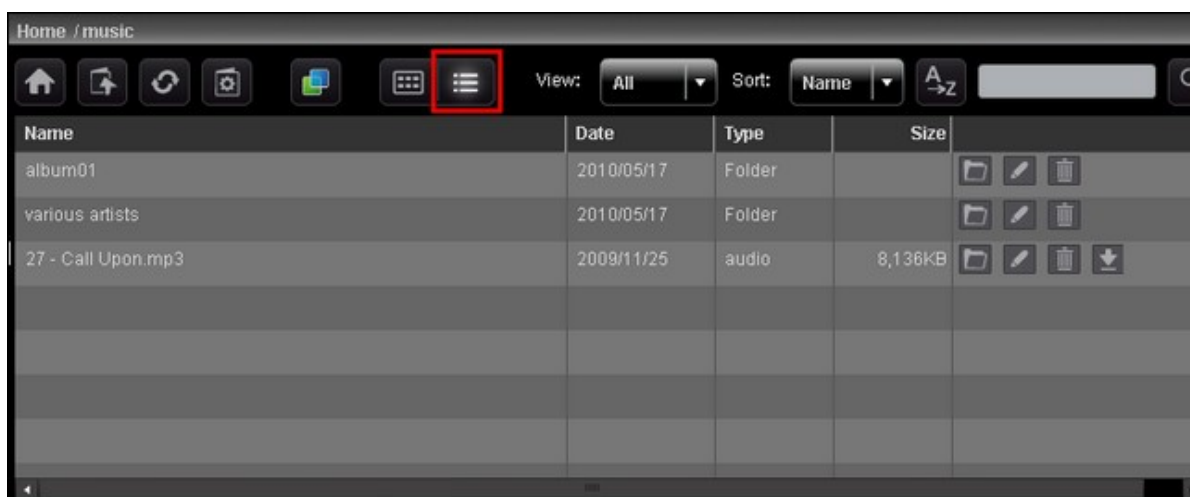 Home / music
View: All Sort: Name A Z
Name Date Type Size
album01 2010/05/17 Folder
various artists 2010/05/17 Folder
27 - Call Upon.mp3 2009/11/25 audio 8,136KB